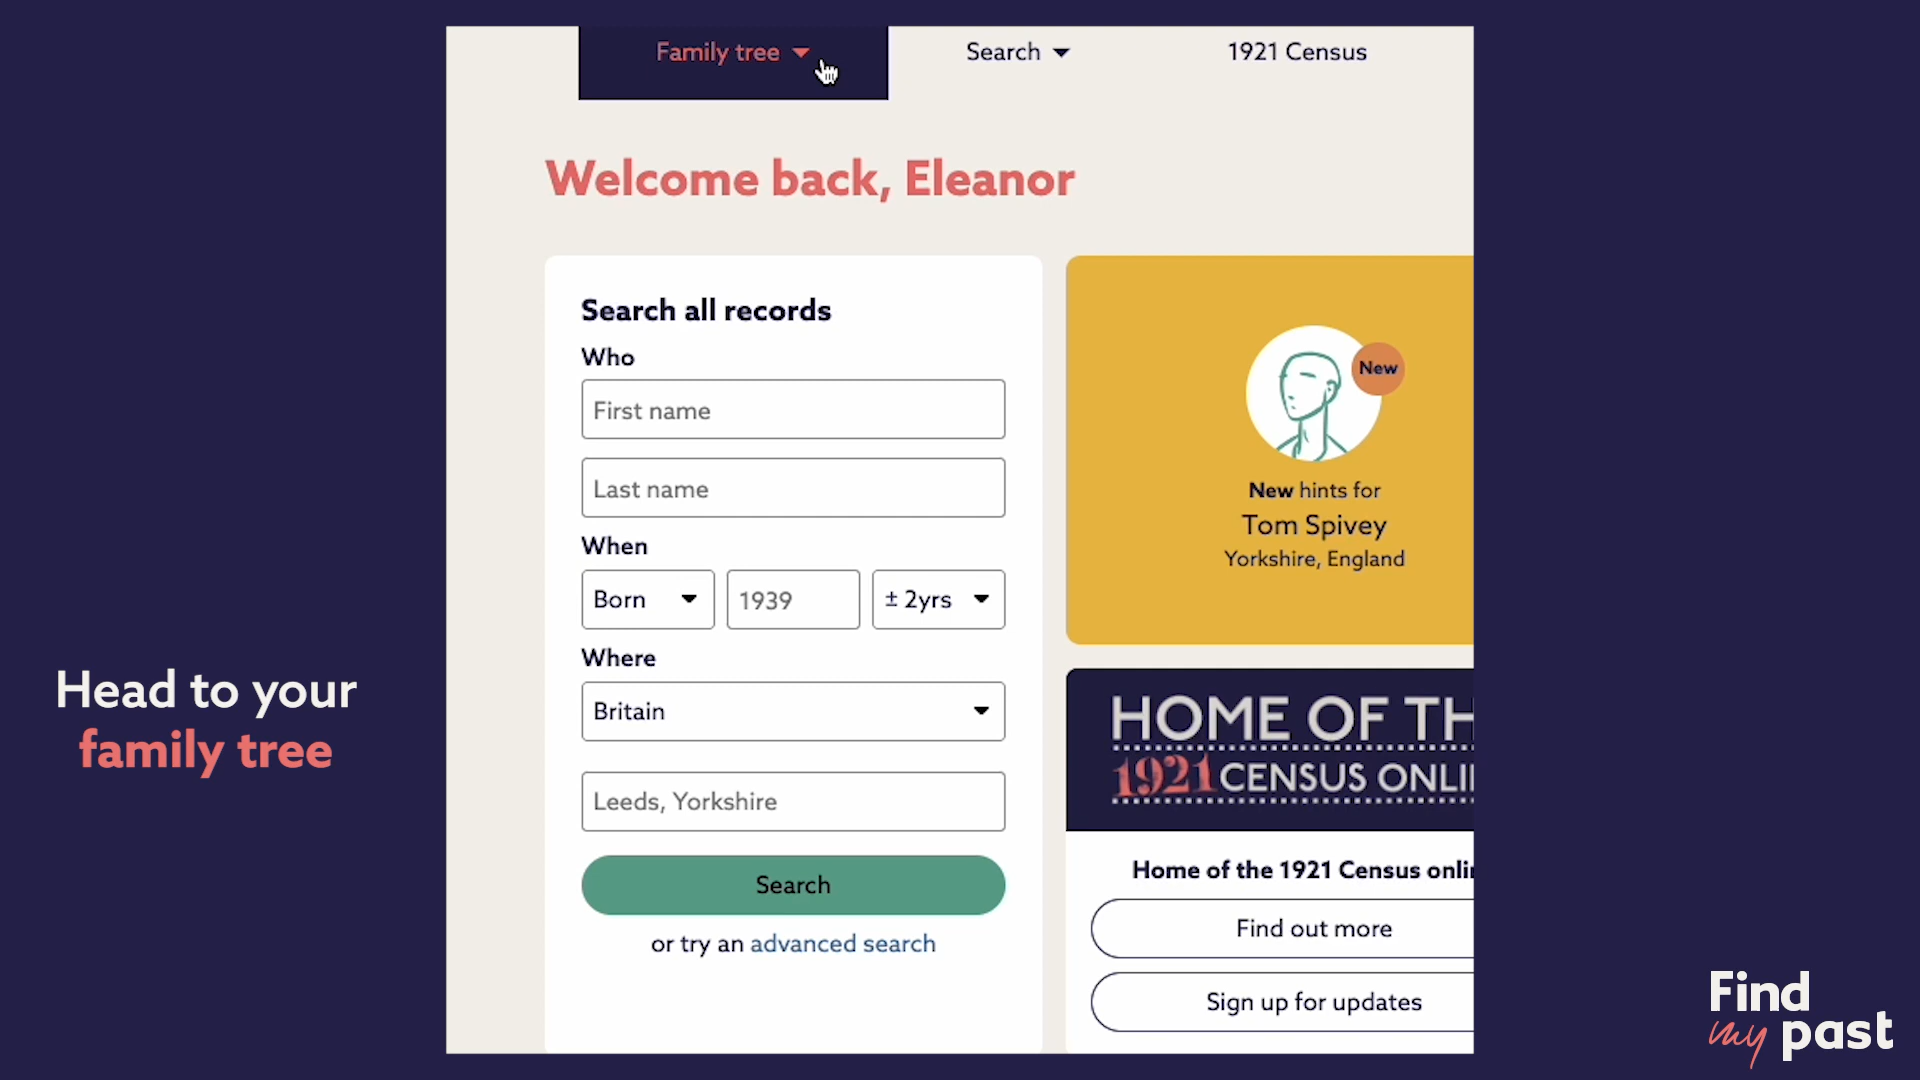 Family tree
Search
1921 Census
Welcome back, Eleanor
Search all records
Who
First name
Last name
When
Born
1939
± 2yrs
Where
Britain
Leeds, Yorkshire
Search
or try an advanced search
New
New hints for
Tom Spivey
Yorkshire, England
HOME OF TH
1921 CENSUS ONLI
Home of the 1921 Census onli
Find out more
Sign up for updates
Head to your
family tree
Find
my past